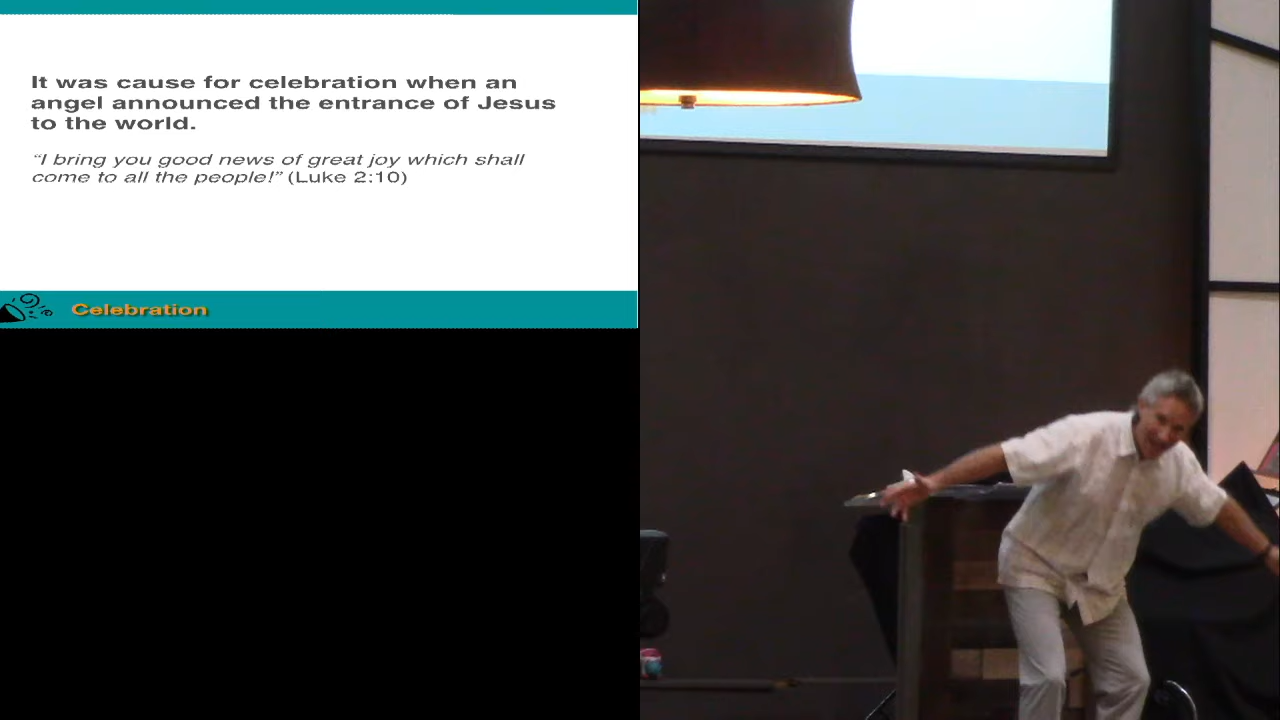 It was cause for celebration when an
angel announced the entrance of Jesus
to the world.
“I bring you good news of great joy which shall
come to all the people!” (Luke 2:10)
Celebration